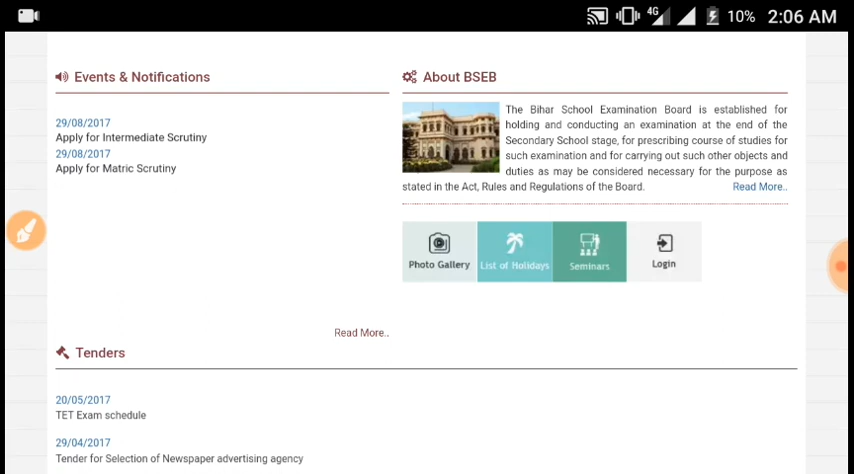 4G 10% 2:06 AM
Events & Notifications
29/08/2017
Apply for Intermediate Scrutiny
29/08/2017
Apply for Matric Scrutiny
Read More..
About BSEB
The Bihar School Examination Board is established for
holding and conducting an examination at the end of the
Secondary School stage, for prescribing course of studies for
such examination and for carrying out such other objects and
duties as may be considered necessary for the purpose as
stated in the Act, Rules and Regulations of the Board. Read More..
Photo Gallery List of Holidays Seminars Login
Tenders
20/05/2017
TET Exam schedule
29/04/2017
Tender for Selection of Newspaper advertising agency